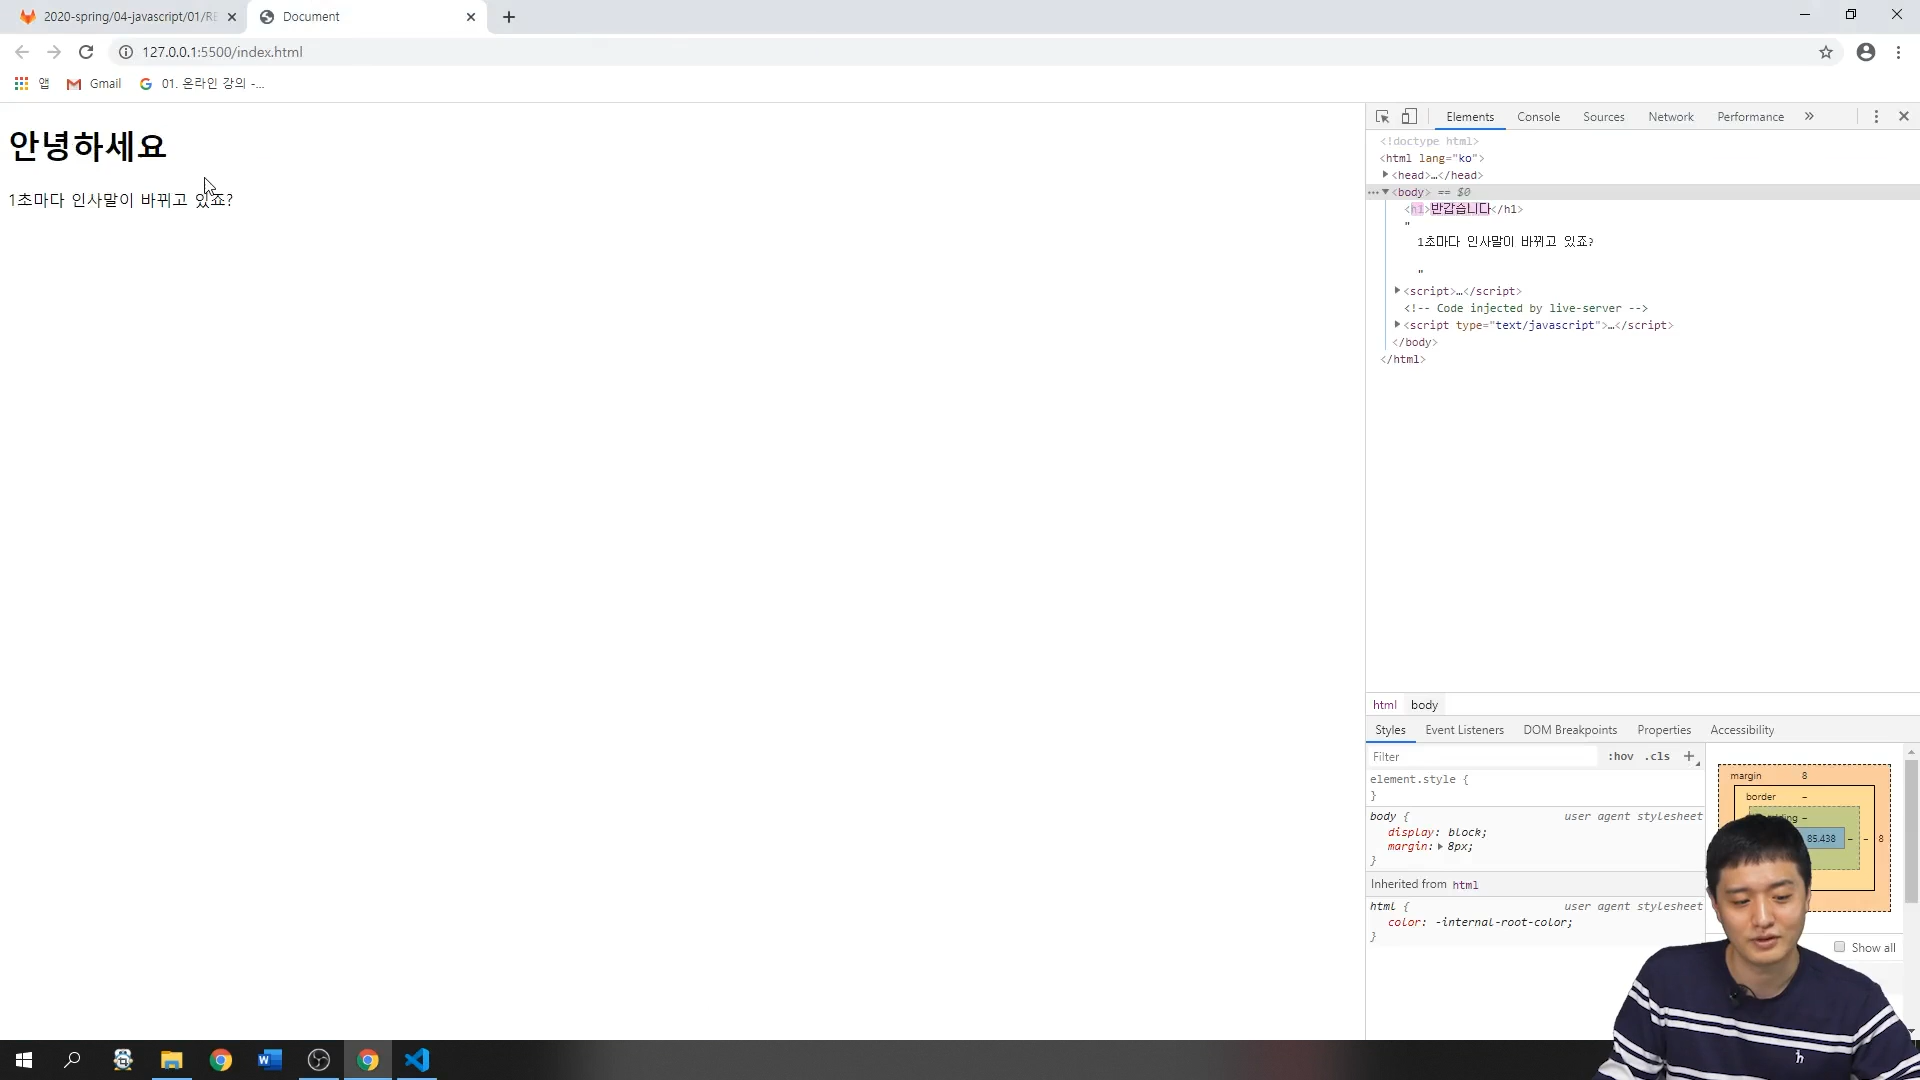 2020-spring/04-javascript/01/RE
Document
127.0.0.1:5500/index.html
앱
Gmail
01. 온라인 강의 -...
안녕하세요
1초마다 인사말이 바뀌고 있죠?
Elements
Console
Sources
Network
Performance
<!doctype html>
<html lang="ko">
<head>…</head>
<body> == $0
<h1>반갑습니다</h1>
"
1초마다 인사말이 바뀌고 있죠?
"
<script>…</script>
<!-- Code injected by live-server -->
<script type="text/javascript">…</script>
</body>
</html>
html
body
Styles
Event Listeners
DOM Breakpoints
Properties
Accessibility
Filter
:hov
.cls
+
element.style {
}
body {
user agent stylesheet
display: block;
margin: 8px;
}
Inherited from html
html {
user agent stylesheet
color: -internal-root-color;
}
margin
8
border
–
–
85.438
–
–
8
Show all
h